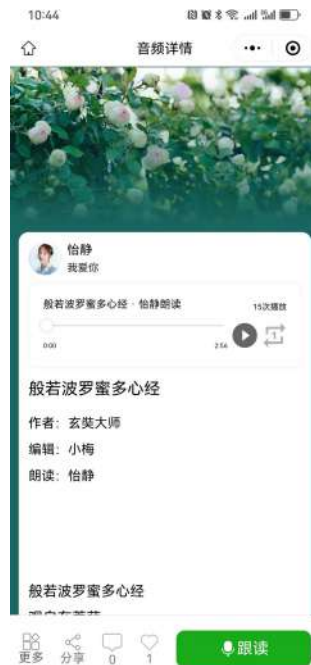 10:44
音频详情
怡静
我爱你
般若波罗蜜多心经 · 怡静朗读
15次播放
0:00
2:56
1
般若波罗蜜多心经
作者：玄奘大师
编辑：小梅
朗读：怡静
般若波罗蜜多心经
更多
分享
0
1
跟读